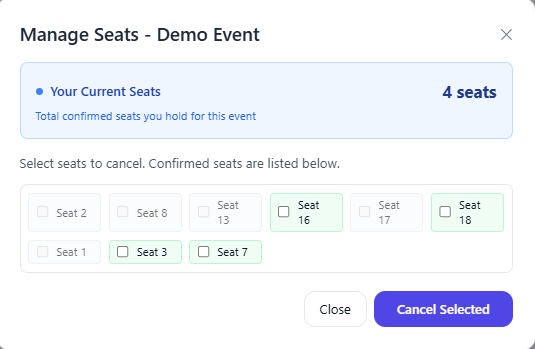 Manage Seats - Demo Event
Your Current Seats
4 seats
Total confirmed seats you hold for this event
Select seats to cancel. Confirmed seats are listed below.
Seat 2
Seat 8
Seat
13
Seat
16
Seat
17
Seat
18
Seat 1
Seat 3
Seat 7
Close
Cancel Selected